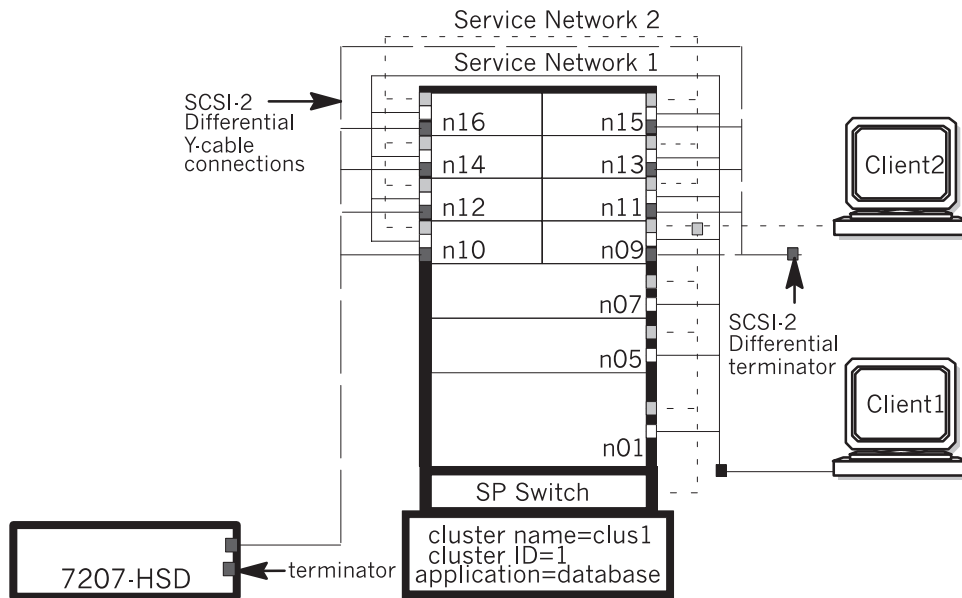 Service Network 2
Service Network 1
SCSI-2
Differential
Y-cable
connections
n16
n15
n14
n13
n12
n11
n10
n09
n07
n05
n01
Client2
SCSI-2
Differential
terminator
Client1
SP Switch
cluster name=clus1
cluster ID=1
application=database
7207-HSD
terminator